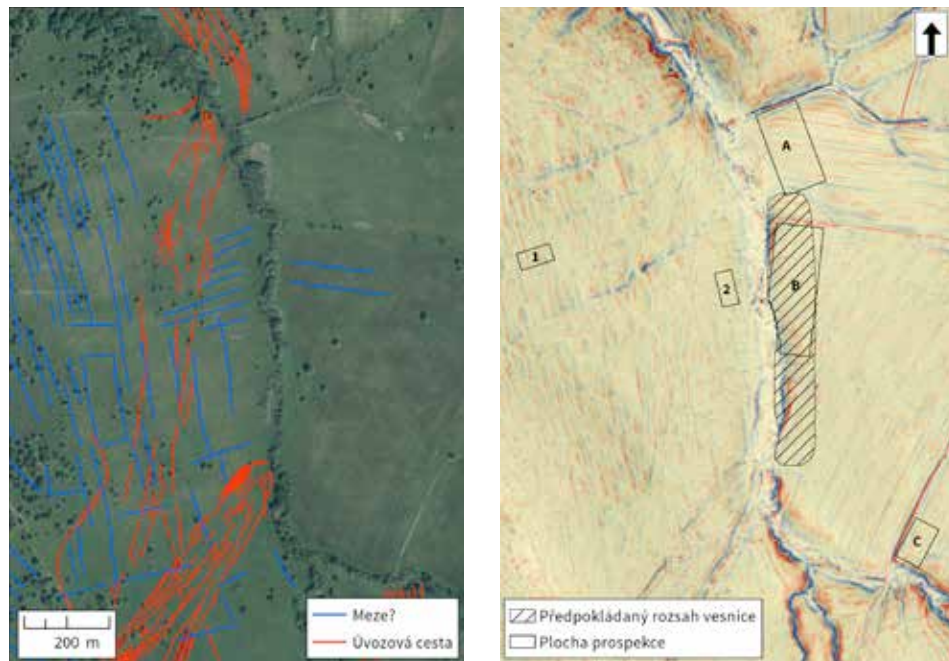 200 m
Meze?
Úvozová cesta
A
1
2
B
C
Předpokládaný rozsah vesnice
Plocha prospekce